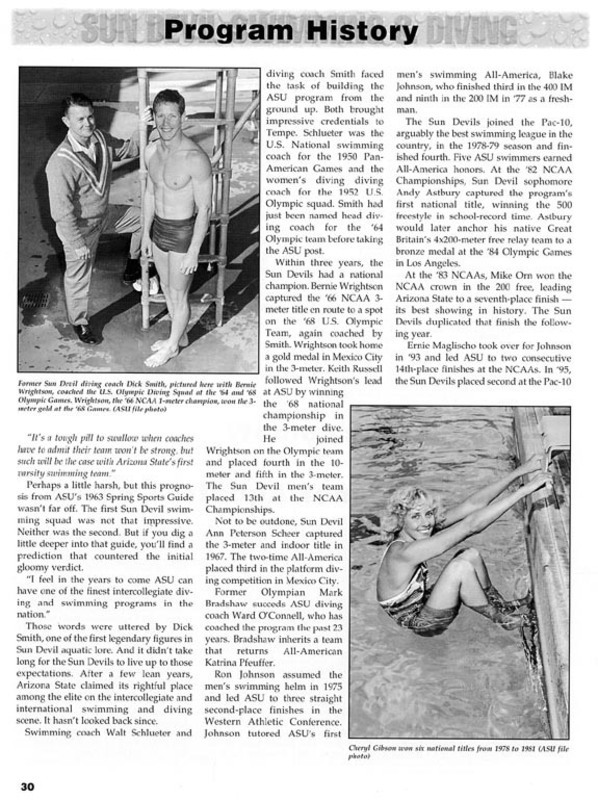 SUN DEVIL SWIMMING & DIVING
Program History
Former Sun Devil diving coach Dick Smith, pictured here with Bernie
Wrightson, coached the U.S. Olympic Diving Squad at the '64 and '68
Olympic Games. Wrightson, the '66 NCAA 1-meter champion, won the 3-
meter gold at the '68 Games. (ASU file photo)
"It's a tough pill to swallow when coaches
have to admit their team won't be strong, but
such will be the case with Arizona State's first
varsity swimming team."
Perhaps a little harsh, but this progno-
sis from ASU's 1963 Spring Sports Guide
wasn't far off. The first Sun Devil swim-
ming squad was not that impressive.
Neither was the second. But if you dig a
little deeper into that guide, you'll find a
prediction that countered the initial
gloomy verdict.
"I feel in the years to come ASU can
have one of the finest intercollegiate div-
ing and swimming programs in the
nation."
Those words were uttered by Dick
Smith, one of the first legendary figures in
Sun Devil aquatic lore. And it didn't take
long for the Sun Devils to live up to those
expectations. After a few lean years,
Arizona State claimed its rightful place
among the elite on the intercollegiate and
international swimming and diving
scene. It hasn't looked back since.
Swimming coach Walt Schlueter and
diving coach Smith faced
the task of building the
ASU program from the
ground up. Both brought
impressive credentials to
Tempe. Schlueter was the
U.S. National swimming
coach for the 1950 Pan-
American Games and the
women's diving diving
coach for the 1952 U.S.
Olympic squad. Smith had
just been named head div-
ing coach for the '64
Olympic team before taking
the ASU post.
Within three years, the
Sun Devils had a national
champion. Bernie Wrightson
captured the '66 NCAA 3-
meter title en route to a spot
on the '68 U.S. Olympic
Team, again coached by
Smith. Wrightson took home
a gold medal in Mexico City
in the 3-meter. Keith Russell
followed Wrightson's lead
at ASU by winning
the '68 national
championship in
the 3-meter dive.
He joined
Wrightson on the Olympic team
and placed fourth in the 10-
meter and fifth in the 3-meter.
The Sun Devil men's team
placed 13th at the NCAA
Championships.
Not to be outdone, Sun Devil
Ann Peterson Scheer captured
the 3-meter and indoor title in
1967. The two-time All-America
placed third in the platform div-
ing competition in Mexico City.
Former Olympian Mark
Bradshaw succeds ASU diving
coach Ward O'Connell, who has
coached the program the past 23
years. Bradshaw inherits a team
that returns All-American
Katrina Pfeuffer.
Ron Johnson assumed the
men's swimming helm in 1975
and led ASU to three straight
second-place finishes in the
Western Athletic Conference.
Johnson tutored ASU's first
men's swimming All-America, Blake
Johnson, who finished third in the 400 IM
and ninth in the 200 IM in '77 as a fresh-
man.
The Sun Devils joined the Pac-10,
arguably the best swimming league in the
country, in the 1978-79 season and fin-
ished fourth. Five ASU swimmers earned
All-America honors. At the '82 NCAA
Championships, Sun Devil sophomore
Andy Astbury captured the program's
first national title, winning the 500
freestyle in school-record time. Astbury
would later anchor his native Great
Britain's 4x200-meter free relay team to a
bronze medal at the '84 Olympic Games
in Los Angeles.
At the '83 NCAAs, Mike Orn won the
NCAA crown in the 200 free, leading
Arizona State to a seventh-place finish —
its best showing in history. The Sun
Devils duplicated that finish the follow-
ing year.
Ernie Maglischo took over for Johnson
in '93 and led ASU to two consecutive
14th-place finishes at the NCAAs. In '95,
the Sun Devils placed second at the Pac-10
Cheryl Gibson won six national titles from 1978 to 1981 (ASU file
photo)
30